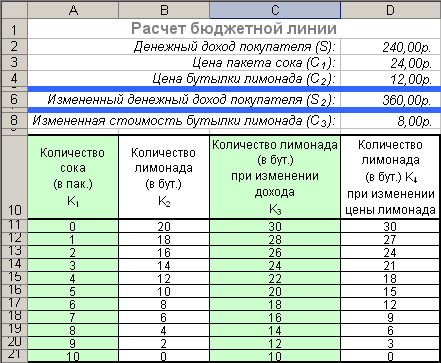 A B C D
1 Расчет бюджетной линии
2 Денежный доход покупателя (S): 240,00р.
3 Цена пакета сока (C₁) : 24,00р.
4 Цена бутылки лимонада (C₂) : 12,00р.
6 Измененный денежный доход покупателя (S₂): 360,00р.
8 Измененная стоимость бутылки лимонада (C₃) : 8,00р.
Количество сока (в пак.) K₁
Количество лимонада (в бут.) K₂
Количество лимонада (в бут.) при изменении дохода K₃
Количество лимонада (в бут.) K₄ при изменении цены лимонада
10
11 0 20 30 30
12 1 18 28 27
13 2 16 26 24
14 3 14 24 21
15 4 12 22 18
16 5 10 20 15
17 6 8 18 12
18 7 6 16 9
19 8 4 14 6
20 9 2 12 3
21 10 0 10 0